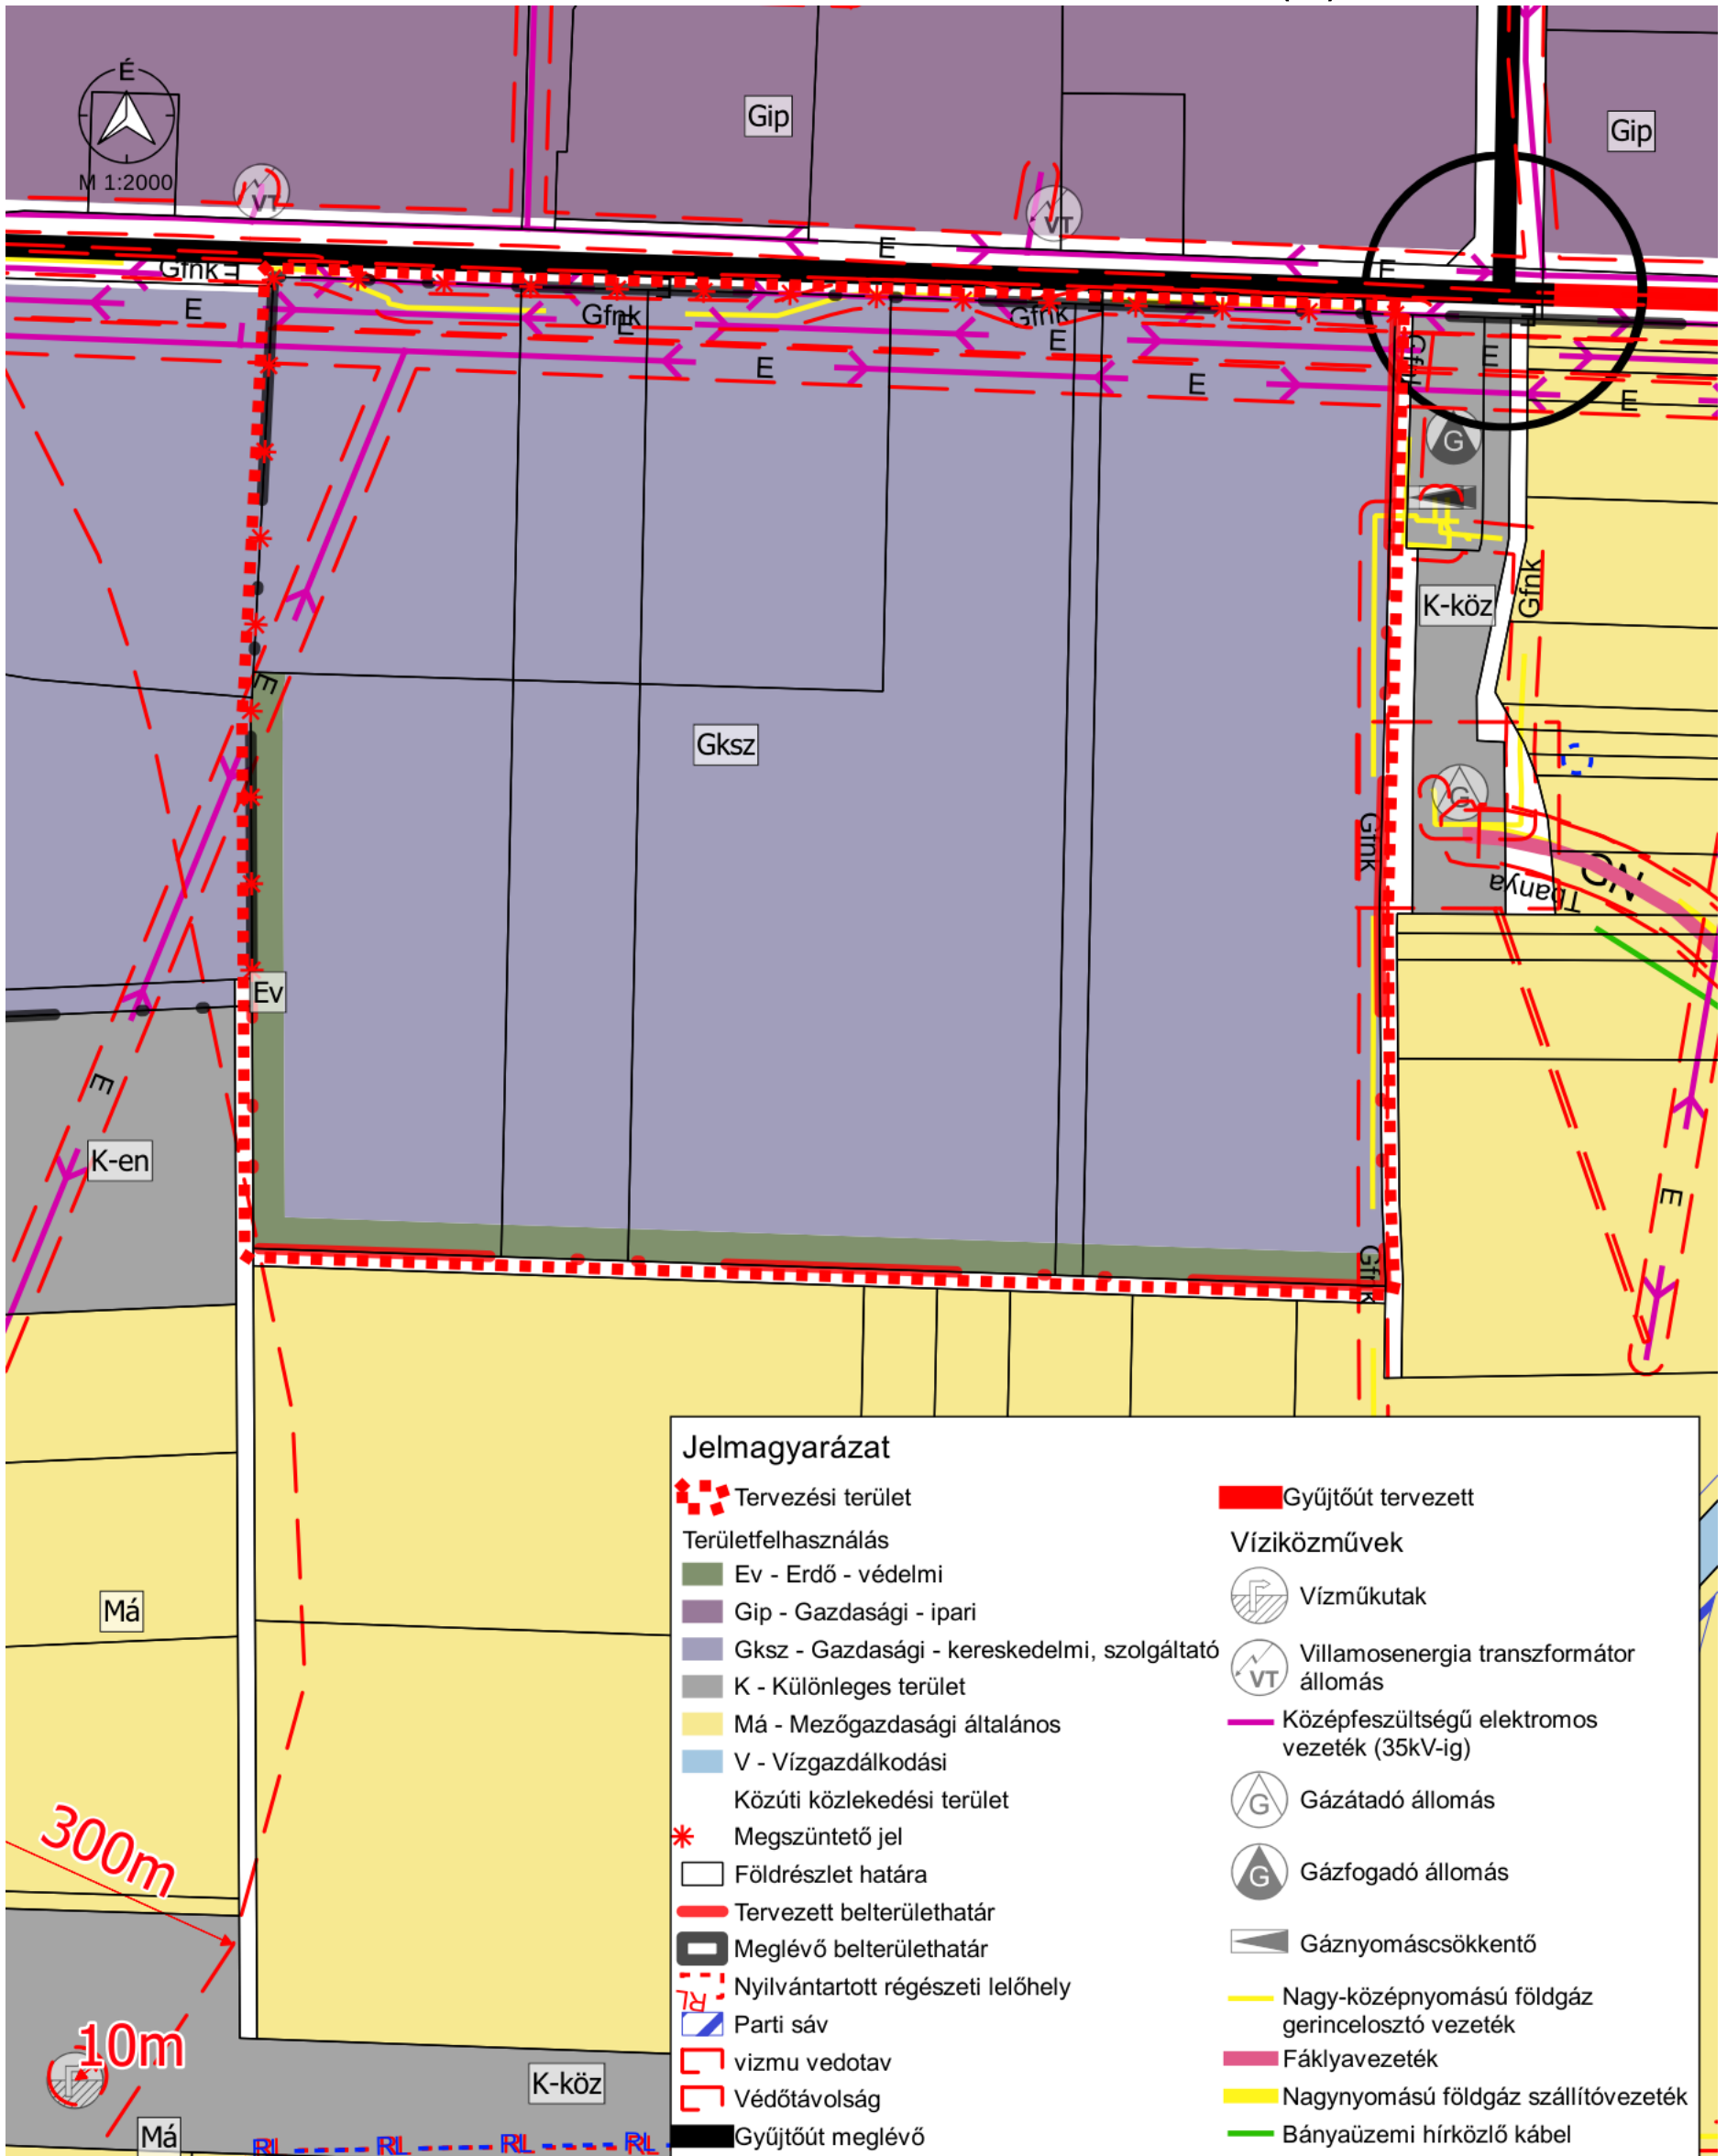 É
M 1:2000
VT
Gip
VT
Gip
E
E
Gfnk
E
E
Gfnk
E
Gfnk
E
E
E
E
E
G
K-köz
Gfnk
E
Gksz
G
Gfnk
Tbanya
ND
Ev
E
K-en
E
Gfnk
Má
300m
10m
K-köz
Má
RL
RL
RL
RL
Jelmagyarázat
Tervezési terület
Területfelhasználás
Ev - Erdő - védelmi
Gip - Gazdasági - ipari
Gksz - Gazdasági - kereskedelmi, szolgáltató
K - Különleges terület
Má - Mezőgazdasági általános
V - Vízgazdálkodási
Közúti közlekedési terület
Megszüntető jel
Földrészlet határa
Tervezett belterülethatár
Meglévő belterülethatár
RL
Nyilvántartott régészeti lelőhely
Parti sáv
vizmu vedotav
Védőtávolság
Gyűjtőút meglévő
Gyűjtőút tervezett
Víziközművek
Vízműkutak
VT
Villamosenergia transzformátor
állomás
Középfeszültségű elektromos
vezeték (35kV-ig)
G
Gázátadó állomás
G
Gázfogadó állomás
Gáznyomáscsökkentő
Nagy-középnyomású földgáz
gerincelosztó vezeték
Fáklyavezeték
Nagynyomású földgáz szállítóvezeték
Bányaüzemi hírközlő kábel